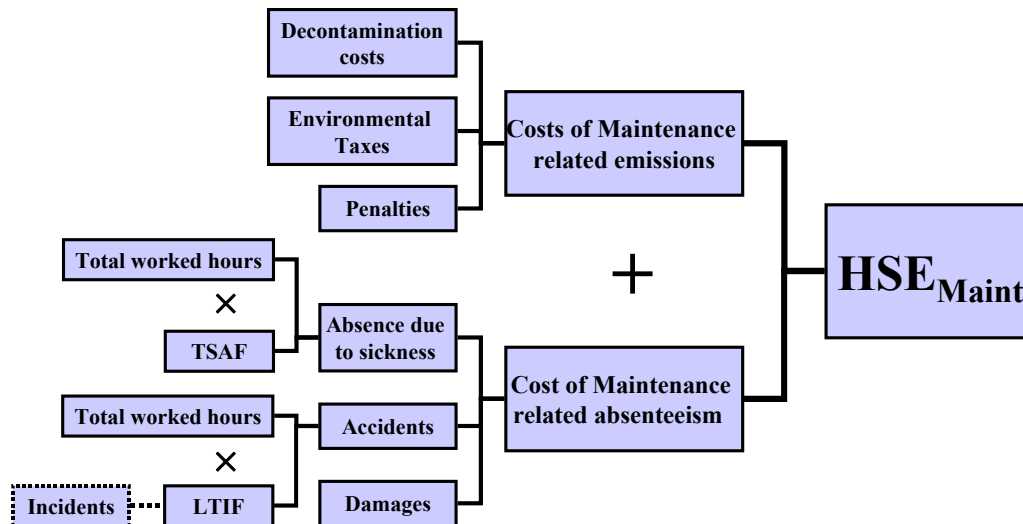 Decontamination
costs
Environmental
Taxes
Penalties
Costs of Maintenance
related emissions
+
HSE Maint
Total worked hours
×
TSAF
Absence due
to sickness
Total worked hours
×
Incidents
LTIF
Accidents
Damages
Cost of Maintenance
related absenteeism